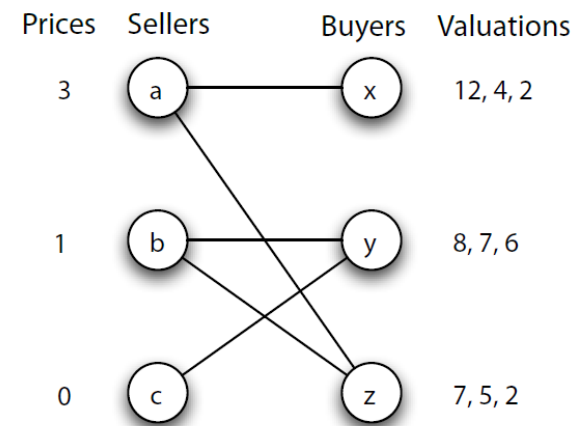 Prices Sellers Buyers Valuations
3 a x 12, 4, 2
1 b y 8, 7, 6
0 c z 7, 5, 2